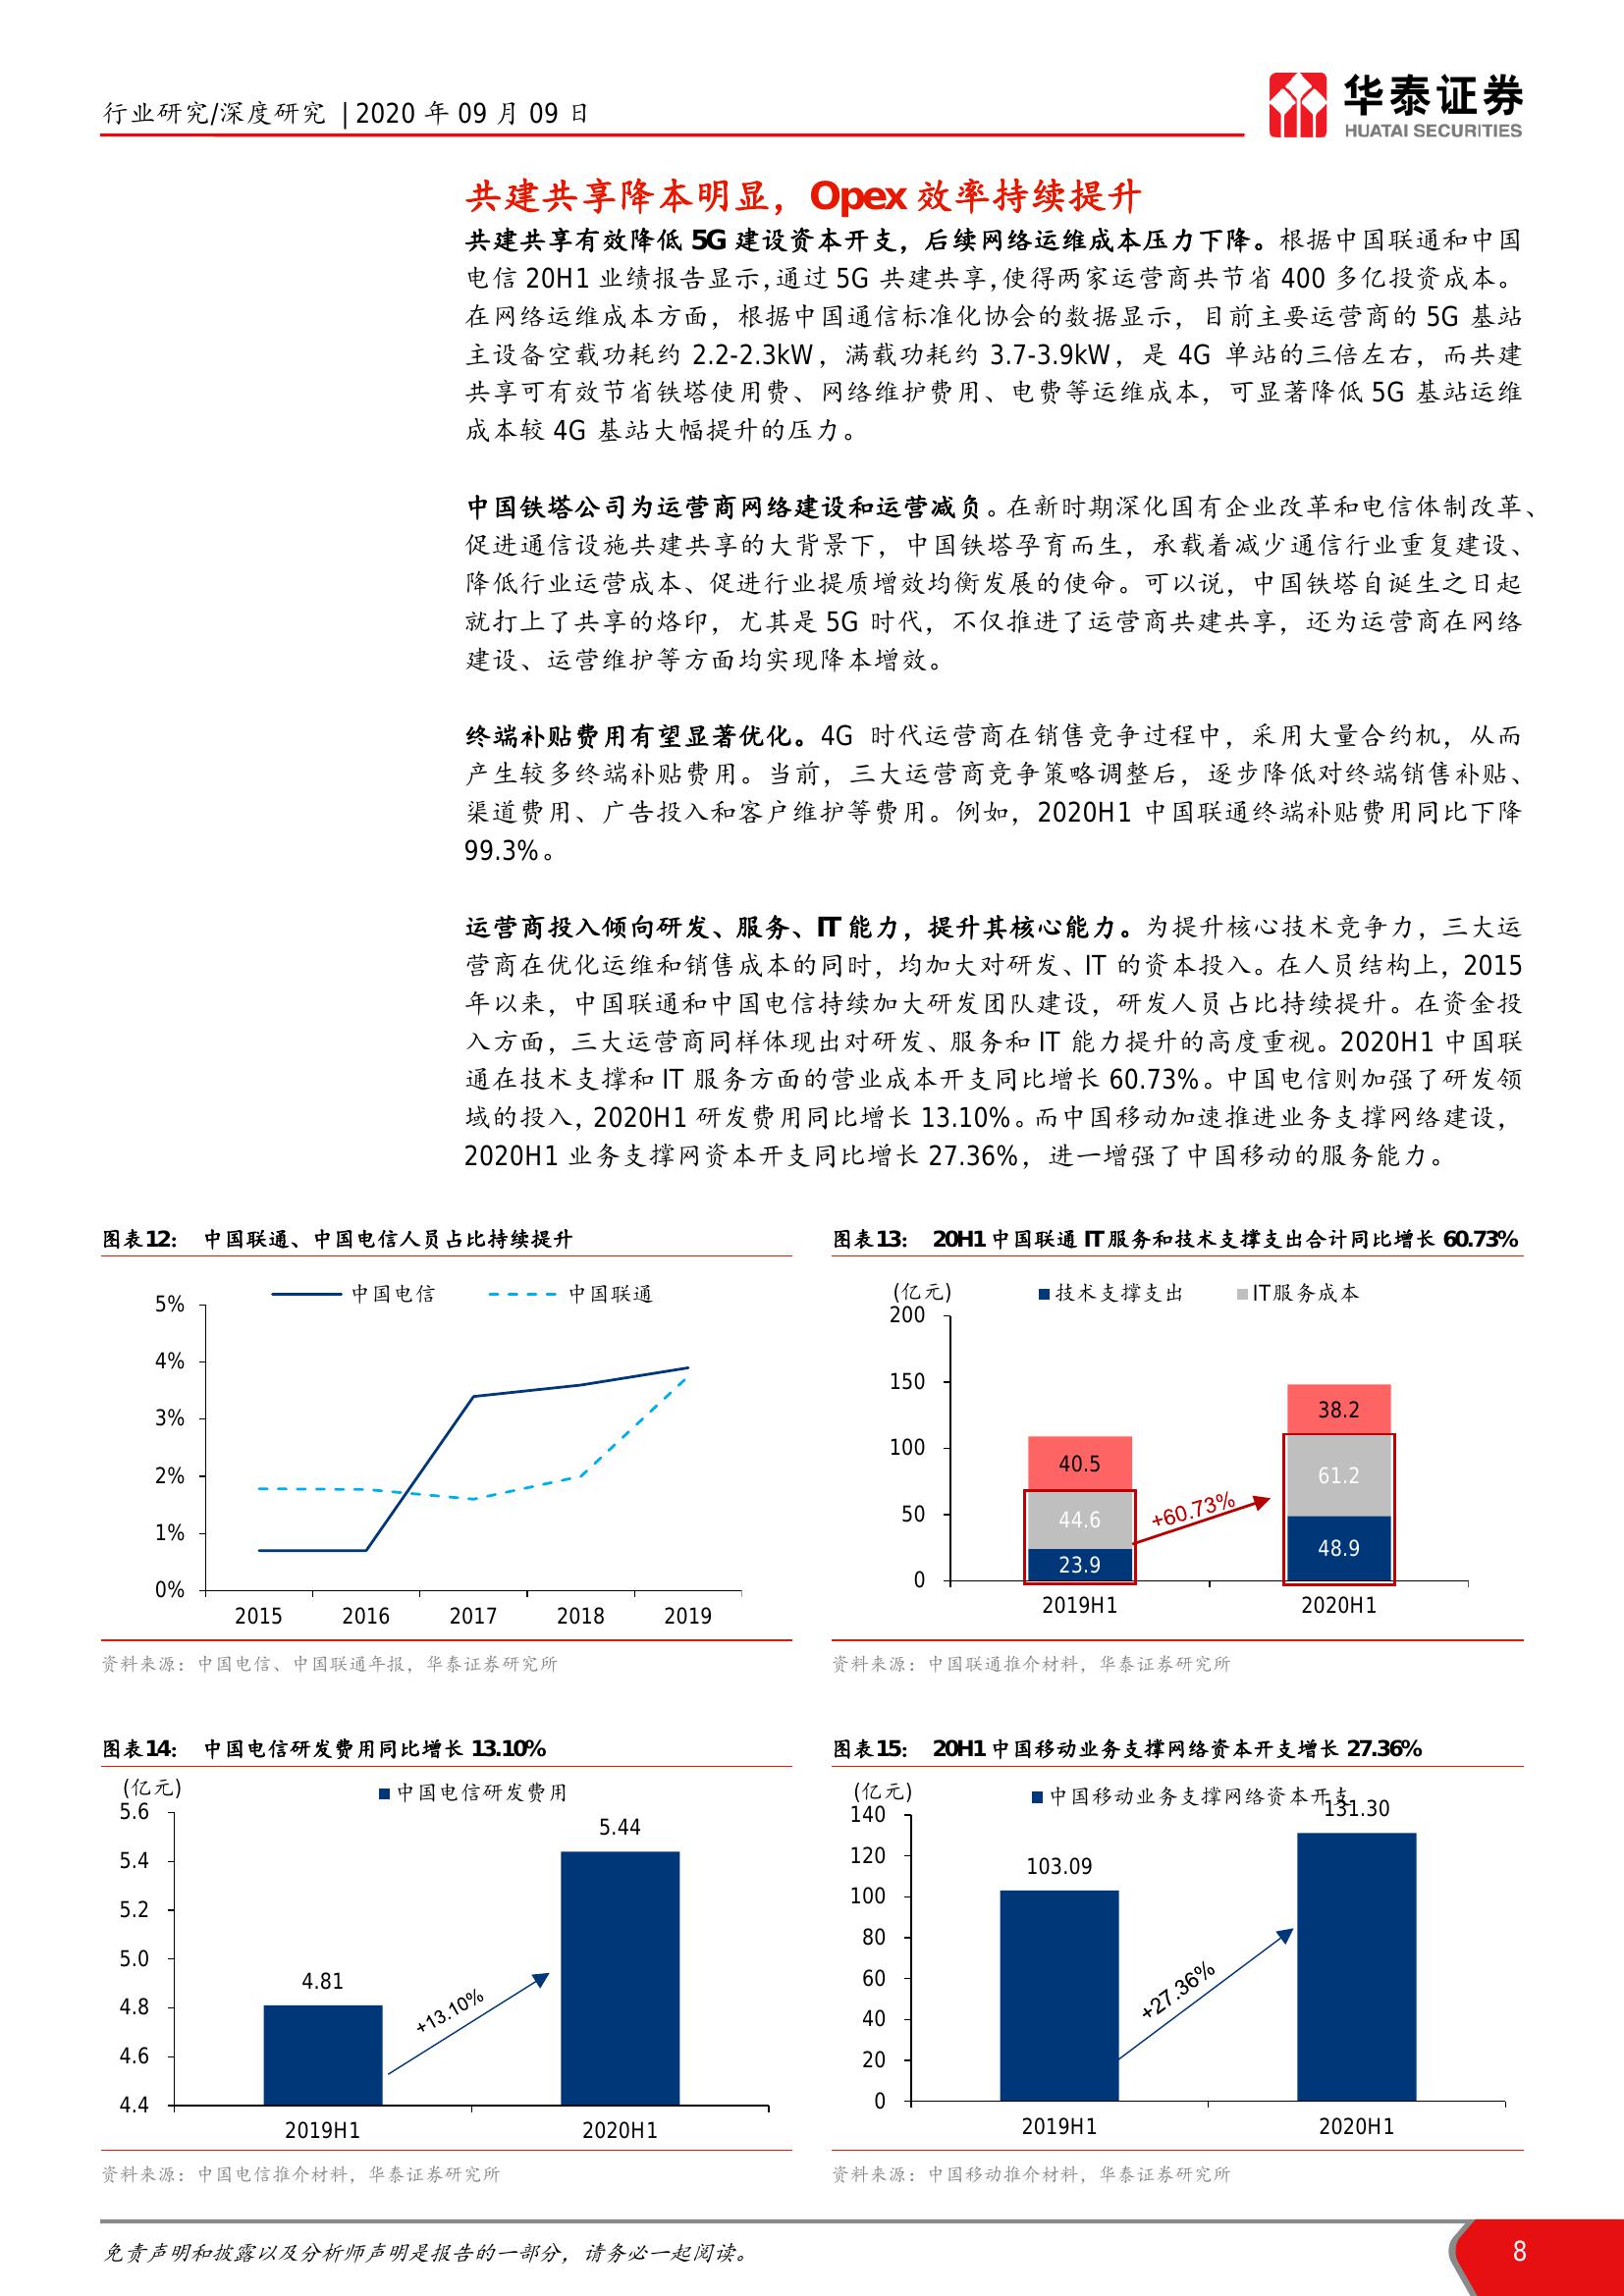 行业研究/深度研究 | 2020 年 09 月 09 日
华泰证券
HUATAI SECURITIES
共建共享降本明显，Opex 效率持续提升
共建共享有效降低 5G 建设资本开支，后续网络运维成本压力下降。根据中国联通和中国
电信 20H1 业绩报告显示,通过 5G 共建共享,使得两家运营商共节省 400 多亿投资成本。
在网络运维成本方面，根据中国通信标准化协会的数据显示，目前主要运营商的 5G 基站
主设备空载功耗约 2.2-2.3kW，满载功耗约 3.7-3.9kW，是 4G 单站的三倍左右，而共建
共享可有效节省铁塔使用费、网络维护费用、电费等运维成本，可显著降低 5G 基站运维
成本较 4G 基站大幅提升的压力。
中国铁塔公司为运营商网络建设和运营减负。在新时期深化国有企业改革和电信体制改革、
促进通信设施共建共享的大背景下，中国铁塔孕育而生，承载着减少通信行业重复建设、
降低行业运营成本、促进行业提质增效均衡发展的使命。可以说，中国铁塔自诞生之日起
就打上了共享的烙印，尤其是 5G 时代，不仅推进了运营商共建共享，还为运营商在网络
建设、运营维护等方面均实现降本增效。
终端补贴费用有望显著优化。4G 时代运营商在销售竞争过程中，采用大量合约机，从而
产生较多终端补贴费用。当前，三大运营商竞争策略调整后，逐步降低对终端销售补贴、
渠道费用、广告投入和客户维护等费用。例如，2020H1 中国联通终端补贴费用同比下降
99.3%。
运营商投入倾向研发、服务、IT 能力，提升其核心能力。为提升核心技术竞争力，三大运
营商在优化运维和销售成本的同时，均加大对研发、IT 的资本投入。在人员结构上，2015
年以来，中国联通和中国电信持续加大研发团队建设，研发人员占比持续提升。在资金投
入方面，三大运营商同样体现出对研发、服务和 IT 能力提升的高度重视。2020H1 中国联
通在技术支撑和 IT 服务方面的营业成本开支同比增长 60.73%。中国电信则加强了研发领
域的投入，2020H1 研发费用同比增长 13.10%。而中国移动加速推进业务支撑网络建设，
2020H1 业务支撑网资本开支同比增长 27.36%，进一增强了中国移动的服务能力。
图表12： 中国联通、中国电信人员占比持续提升
中国电信 中国联通
5%
4%
3%
2%
1%
0%
2015 2016 2017 2018 2019
资料来源：中国电信、中国联通年报，华泰证券研究所
图表13： 20H1 中国联通 IT 服务和技术支撑支出合计同比增长 60.73%
(亿元) 技术支撑支出 IT服务成本
200
150
100
50
0
40.5
44.6
23.9
+60.73%
38.2
61.2
48.9
2019H1 2020H1
资料来源：中国联通推介材料，华泰证券研究所
图表14： 中国电信研发费用同比增长 13.10%
(亿元) 中国电信研发费用
5.6
5.4
5.2
5.0
4.8
4.6
4.4
4.81
+13.10%
5.44
2019H1 2020H1
资料来源：中国电信推介材料，华泰证券研究所
图表15： 20H1 中国移动业务支撑网络资本开支增长 27.36%
(亿元) 中国移动业务支撑网络资本开支
140
120
100
80
60
40
20
0
103.09
+27.36%
131.30
2019H1 2020H1
资料来源：中国移动推介材料，华泰证券研究所
免责声明和披露以及分析师声明是报告的一部分，请务必一起阅读。
8